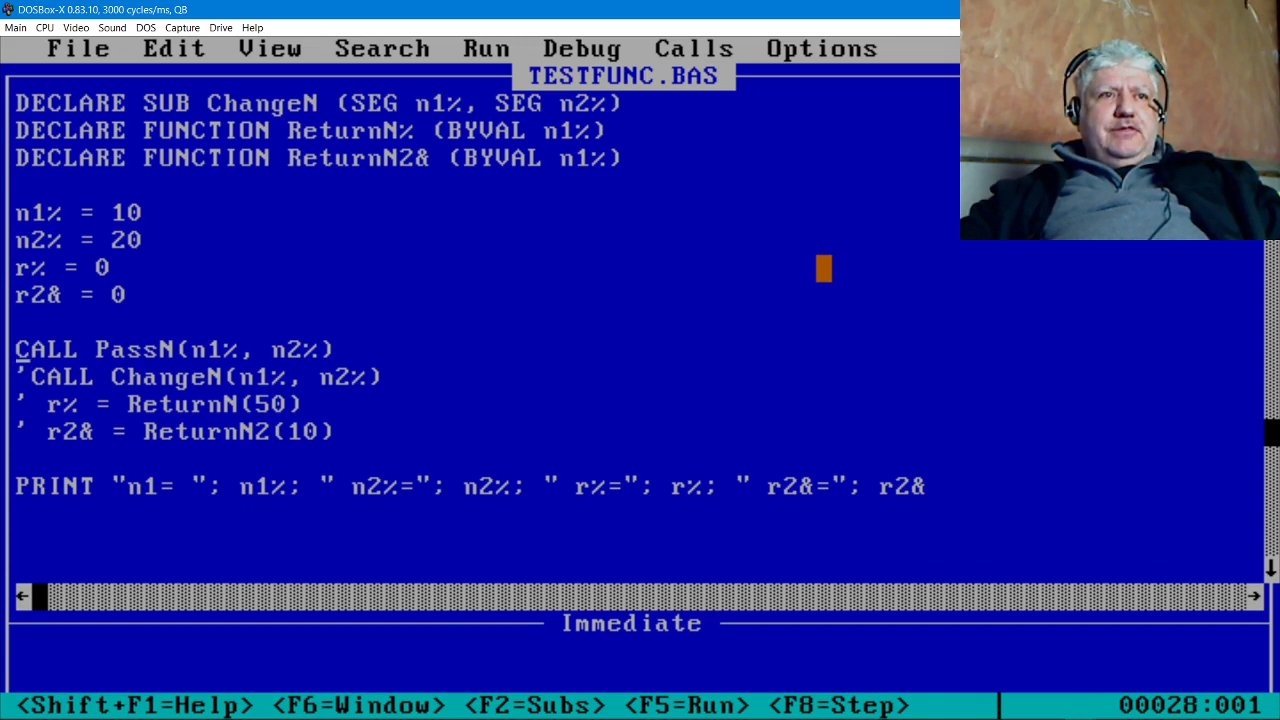 DOSBox-X 0.83.10, 3000 cycles/ms, QB
Main CPU Video Sound DOS Capture Drive Help
File Edit View Search Run Debug Calls Options
TESTFUNC.BAS
DECLARE SUB ChangeN (SEG n1%, SEG n2%)
DECLARE FUNCTION ReturnN% (BYVAL n1%)
DECLARE FUNCTION ReturnN2& (BYVAL n1%)
n1% = 10
n2% = 20
r% = 0
r2& = 0
CALL PassN(n1%, n2%)
'CALL ChangeN(n1%, n2%)
' r% = ReturnN(50)
' r2& = ReturnN2(10)
PRINT "n1= "; n1%; " n2%="; n2%; " r%="; r%; " r2&="; r2&
Immediate
<Shift+F1=Help> <F6=Window> <F2=Subs> <F5=Run> <F8=Step> 00028:001